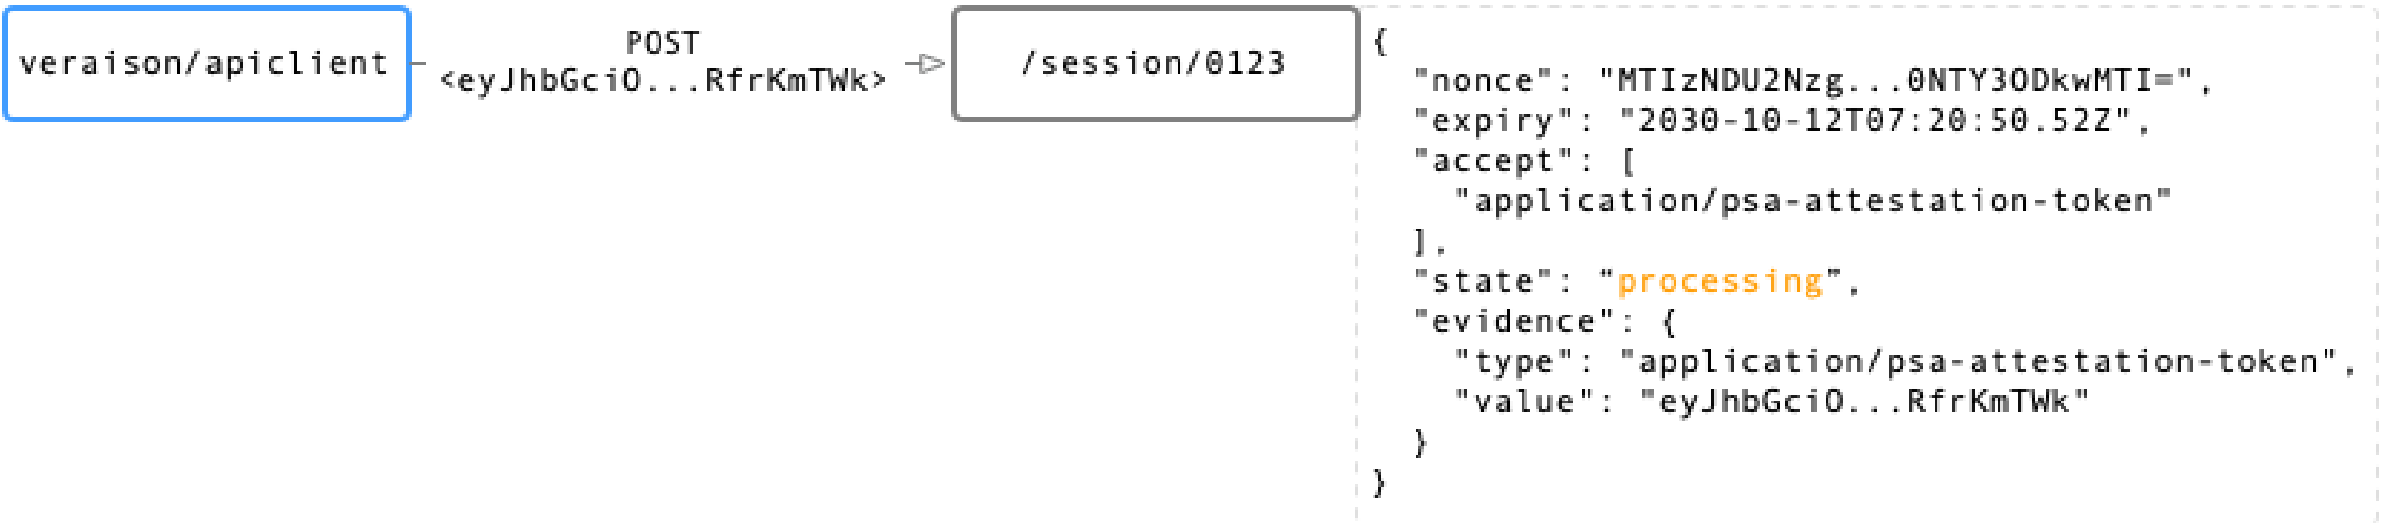 veraison/apiclient
POST
<eyJhbGciO...RfrKmTWk>
/session/0123
{
"nonce": "MTIzNDU2Nzg...0NTY3ODkwMTI=",
"expiry": "2030-10-12T07:20:50.52Z",
"accept": [
"application/psa-attestation-token"
],
"state": “processing”,
"evidence": {
"type": "application/psa-attestation-token",
"value": "eyJhbGciO...RfrKmTWk"
}
}